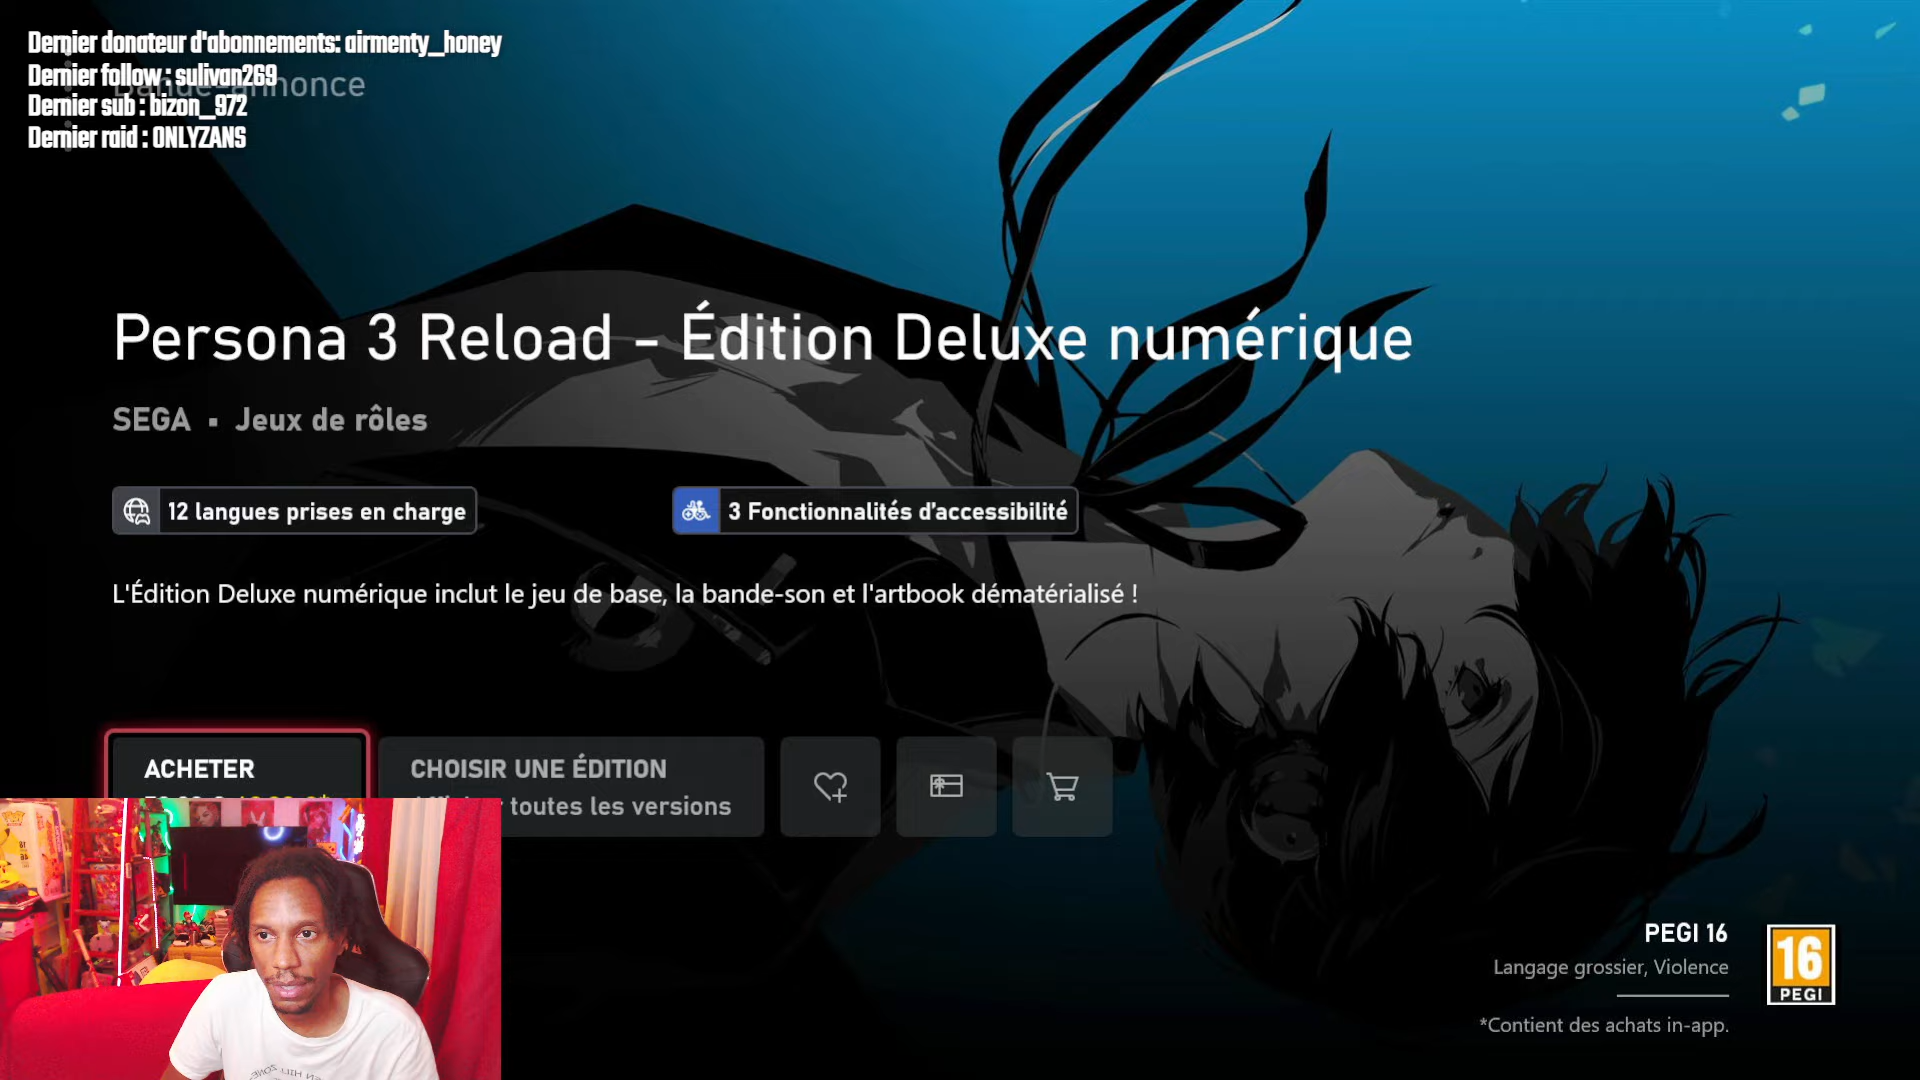 Dernier donateur d'abonnements: airmenty_honey
Dernier follow : sulivan269
Bande-annonce
Dernier sub : bizon_972
Dernier raid : ONLYZANS
Persona 3 Reload - Édition Deluxe numérique
SEGA ▪ Jeux de rôles
12 langues prises en charge
3 Fonctionnalités d’accessibilité
L'Édition Deluxe numérique inclut le jeu de base, la bande-son et l'artbook dématérialisé !
ACHETER
CHOISIR UNE ÉDITION
toutes les versions
PEGI 16
Langage grossier, Violence
*Contient des achats in-app.
16
PEGI